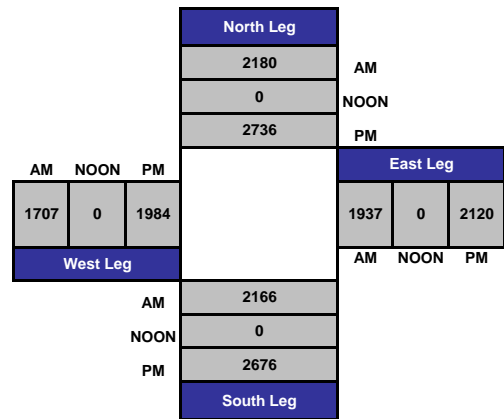 North Leg
2180 AM
0 NOON
2736 PM
AM NOON PM
East Leg
1707 0 1984
1937 0 2120
West Leg
AM NOON PM
AM 2166
NOON 0
PM 2676
South Leg